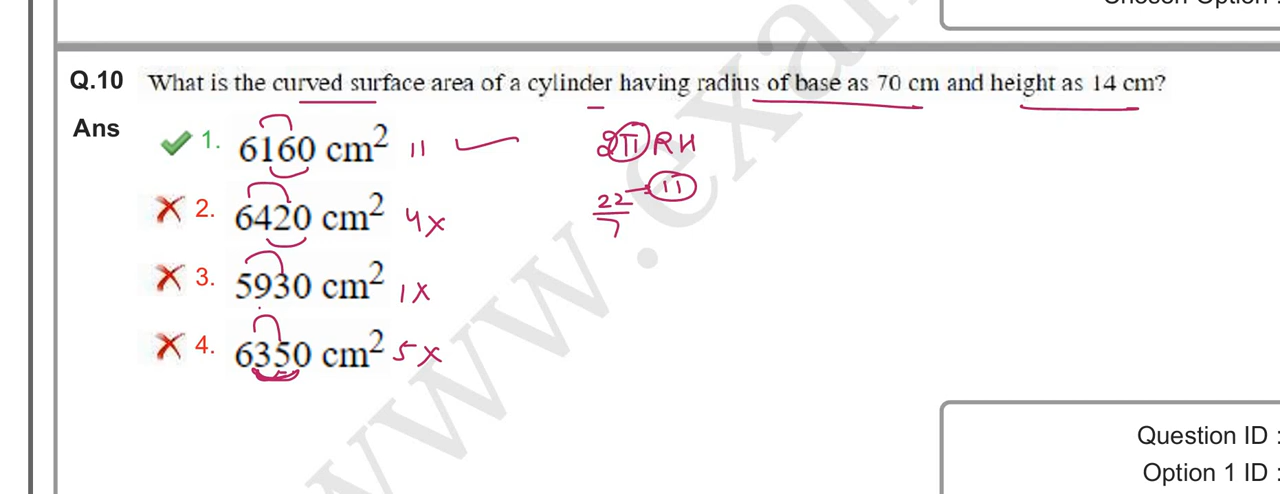 Q.10 What is the curved surface area of a cylinder having radius of base as 70 cm and height as 14 cm?
Ans
1. 6160 cm² 11
2πRH
2. 6420 cm² 4x
22/7 → 11
3. 5930 cm² 1x
4. 6350 cm² 5x
www.exa
Question ID :
Option 1 ID :